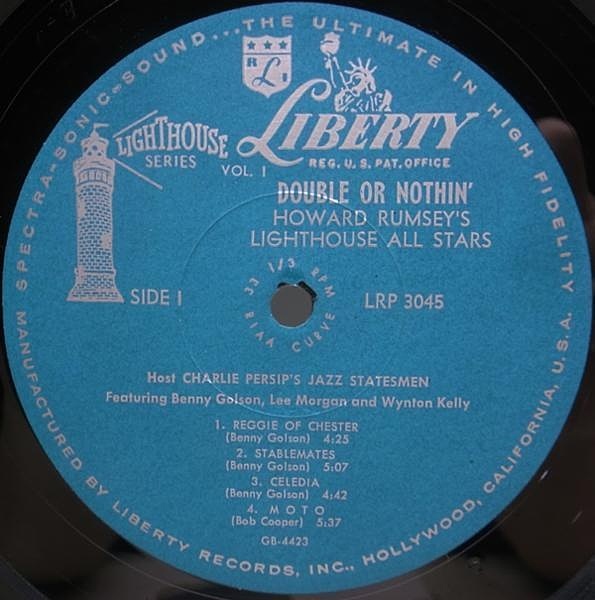 MANUFACTURED BY LIBERTY RECORDS, INC., HOLLYWOOD, CALIFORNIA, U.S.A.
SPECTRA-SONIC-SOUND...THE ULTIMATE IN HIGH FIDELITY
R L I
LIBERTY
REG. U. S. PAT. OFFICE
LIGHTHOUSE
SERIES
VOL. I
DOUBLE OR NOTHIN'
HOWARD RUMSEY'S
LIGHTHOUSE ALL STARS
33 1/3 RPM
RIAA CURVE
SIDE I
LRP 3045
Host CHARLIE PERSIP'S JAZZ STATESMEN
Featuring Benny Golson, Lee Morgan and Wynton Kelly
1. REGGIE OF CHESTER
(Benny Golson) 4:25
2. STABLEMATES
(Benny Golson) 5:07
3. CELEDIA
(Benny Golson) 4:42
4. MOTO
(Bob Cooper) 5:37
GB-4423